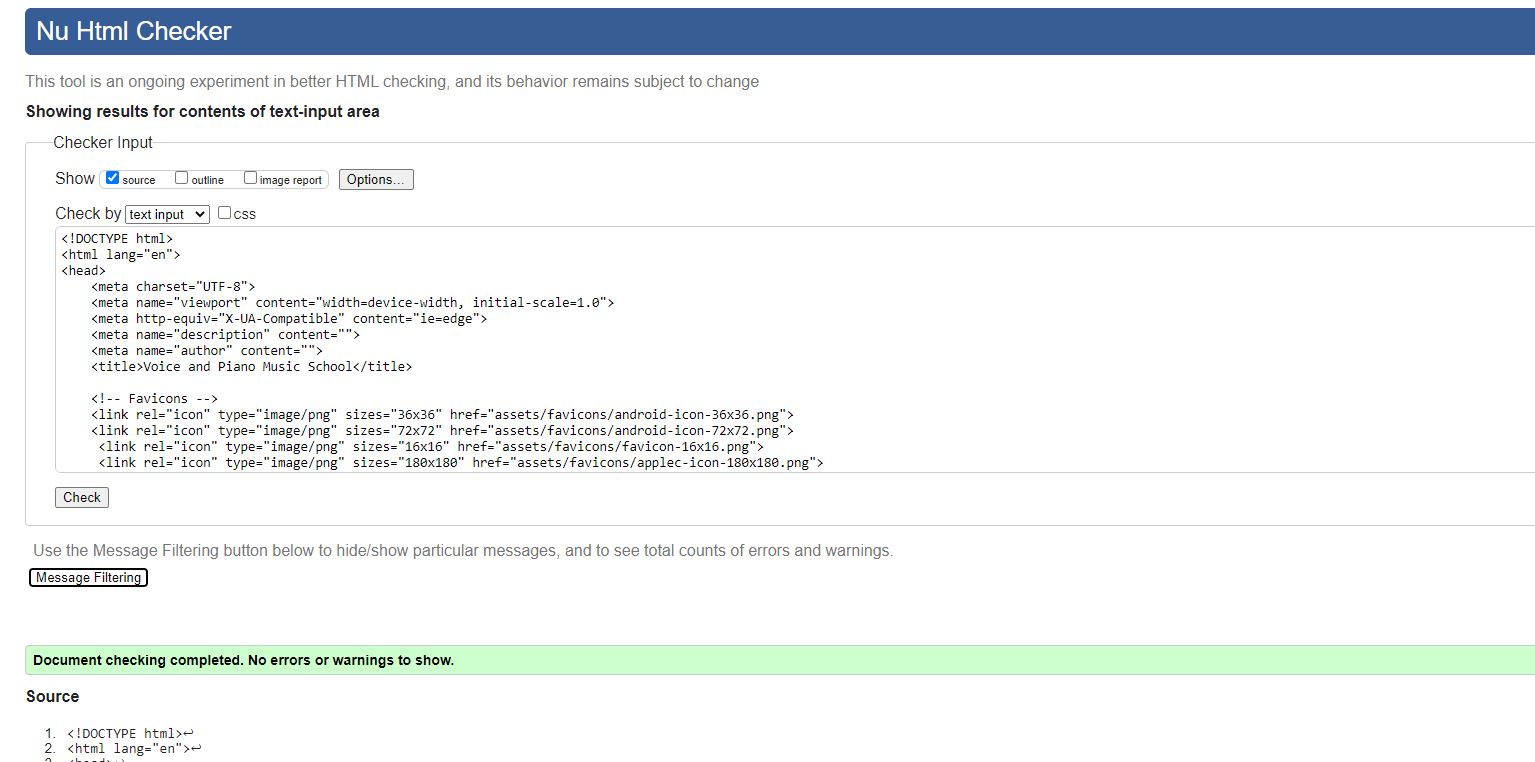 Nu Html Checker
This tool is an ongoing experiment in better HTML checking, and its behavior remains subject to change
Showing results for contents of text-input area
Checker Input
Show source outline image report Options...
Check by text input css
<!DOCTYPE html>
<html lang="en">
<head>
    <meta charset="UTF-8">
    <meta name="viewport" content="width=device-width, initial-scale=1.0">
    <meta http-equiv="X-UA-Compatible" content="ie=edge">
    <meta name="description" content="">
    <meta name="author" content="">
    <title>Voice and Piano Music School</title>

    <!-- Favicons -->
    <link rel="icon" type="image/png" sizes="36x36" href="assets/favicons/android-icon-36x36.png">
    <link rel="icon" type="image/png" sizes="72x72" href="assets/favicons/android-icon-72x72.png">
     <link rel="icon" type="image/png" sizes="16x16" href="assets/favicons/favicon-16x16.png">
     <link rel="icon" type="image/png" sizes="180x180" href="assets/favicons/applec-icon-180x180.png">
Check
Use the Message Filtering button below to hide/show particular messages, and to see total counts of errors and warnings.
Message Filtering
Document checking completed. No errors or warnings to show.
Source
1. <!DOCTYPE html>↩
2. <html lang="en">↩